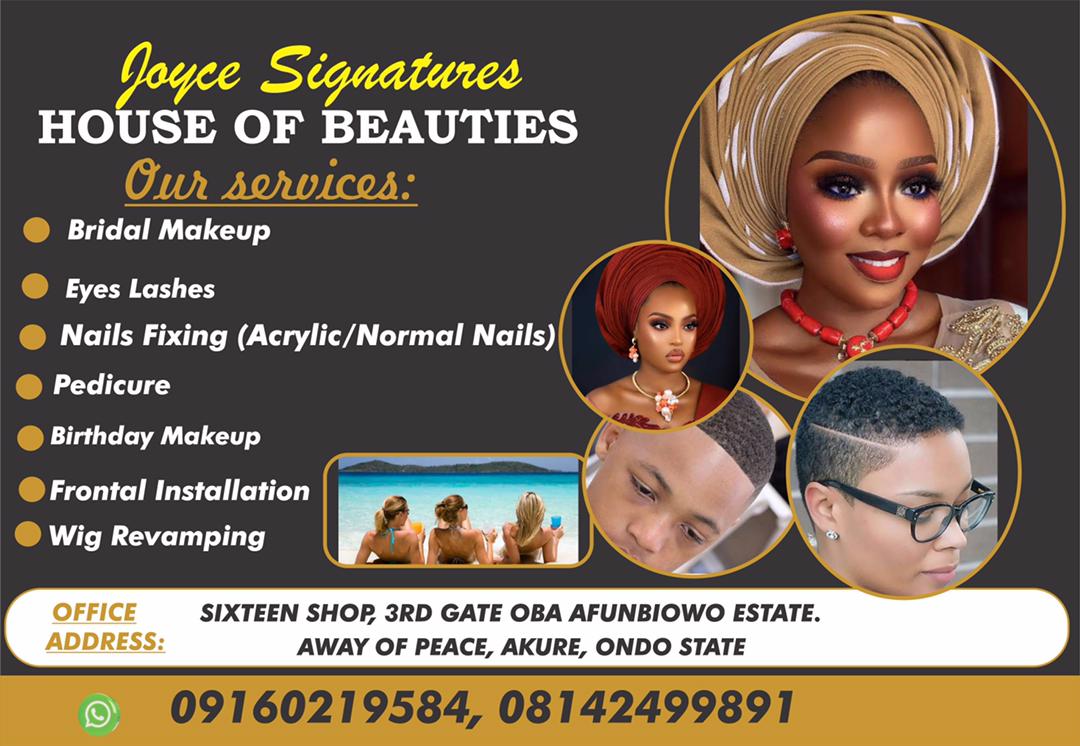 Joyce Signatures
HOUSE OF BEAUTIES
Our services:
Bridal Makeup
Eyes Lashes
Nails Fixing (Acrylic/Normal Nails)
Pedicure
Birthday Makeup
Frontal Installation
Wig Revamping
OFFICE ADDRESS:
SIXTEEN SHOP, 3RD GATE OBA AFUNBIOWO ESTATE.
AWAY OF PEACE, AKURE, ONDO STATE
09160219584, 08142499891